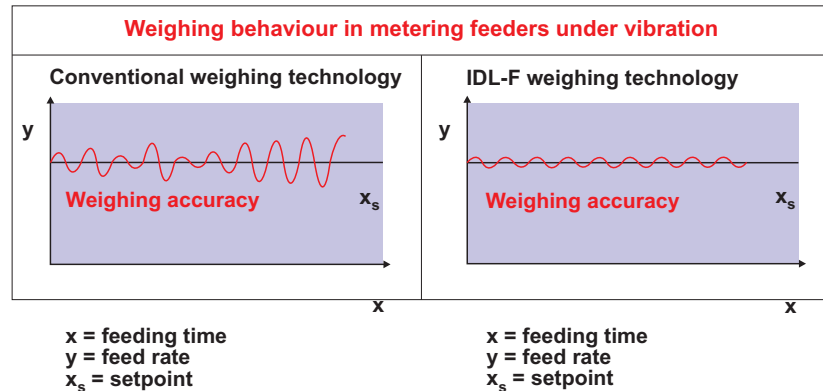 Weighing behaviour in metering feeders under vibration
Conventional weighing technology
y
Weighing accuracy
xs
x
x = feeding time
y = feed rate
xs = setpoint
IDL-F weighing technology
y
Weighing accuracy
xs
x
x = feeding time
y = feed rate
xs = setpoint